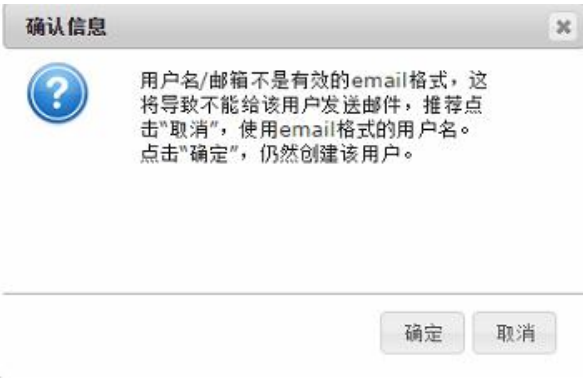 确认信息
用户名/邮箱不是有效的email格式，这
将导致不能给该用户发送邮件，推荐点
击“取消”，使用email格式的用户名。
点击“确定”，仍然创建该用户。
确定
取消